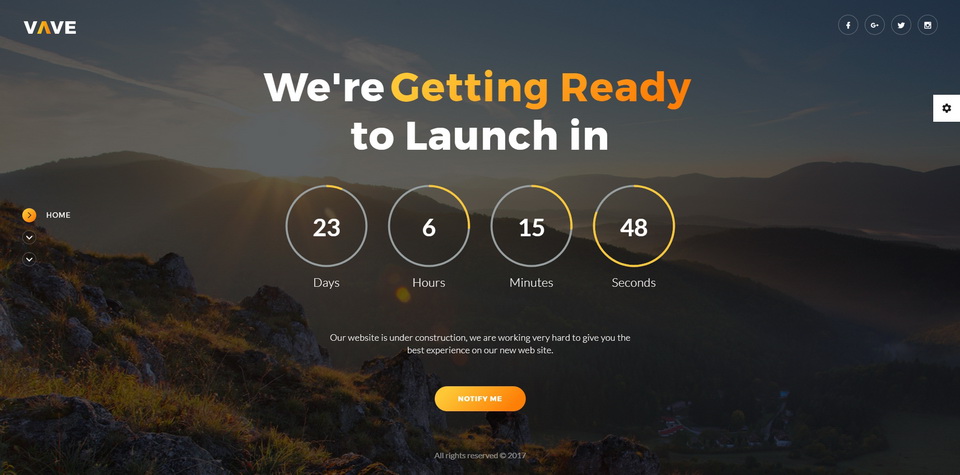 VAVE
We're Getting Ready
to Launch in
HOME
23
6
15
48
Days
Hours
Minutes
Seconds
Our website is under construction, we are working very hard to give you the
best experience on our new web site.
NOTIFY ME
All rights reserved © 2017